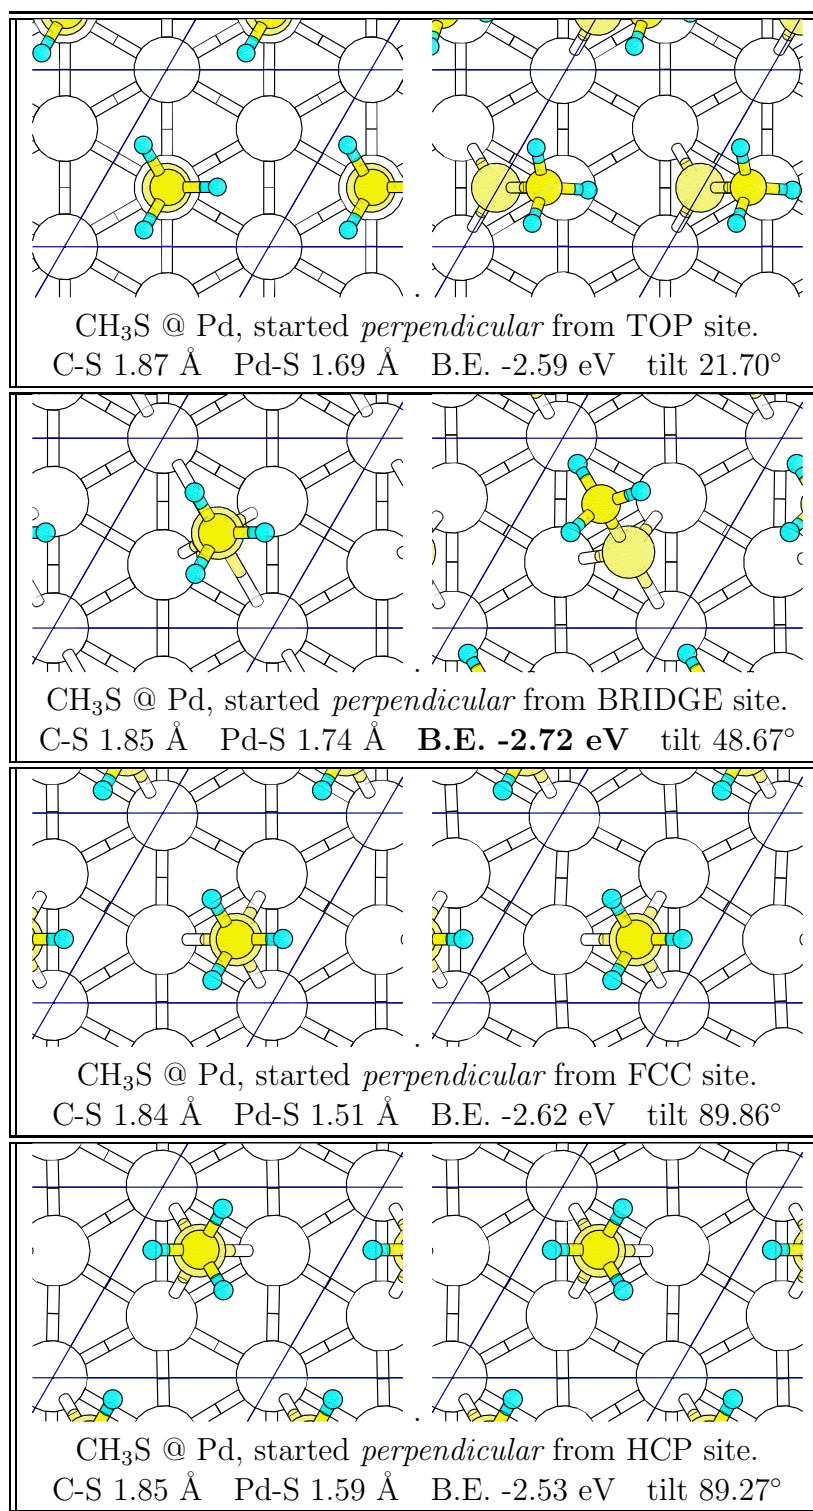 CH₃S @ Pd, started perpendicular from TOP site.
C-S 1.87 Å Pd-S 1.69 Å B.E. -2.59 eV tilt 21.70°
CH₃S @ Pd, started perpendicular from BRIDGE site.
C-S 1.85 Å Pd-S 1.74 Å B.E. -2.72 eV tilt 48.67°
CH₃S @ Pd, started perpendicular from FCC site.
C-S 1.84 Å Pd-S 1.51 Å B.E. -2.62 eV tilt 89.86°
CH₃S @ Pd, started perpendicular from HCP site.
C-S 1.85 Å Pd-S 1.59 Å B.E. -2.53 eV tilt 89.27°